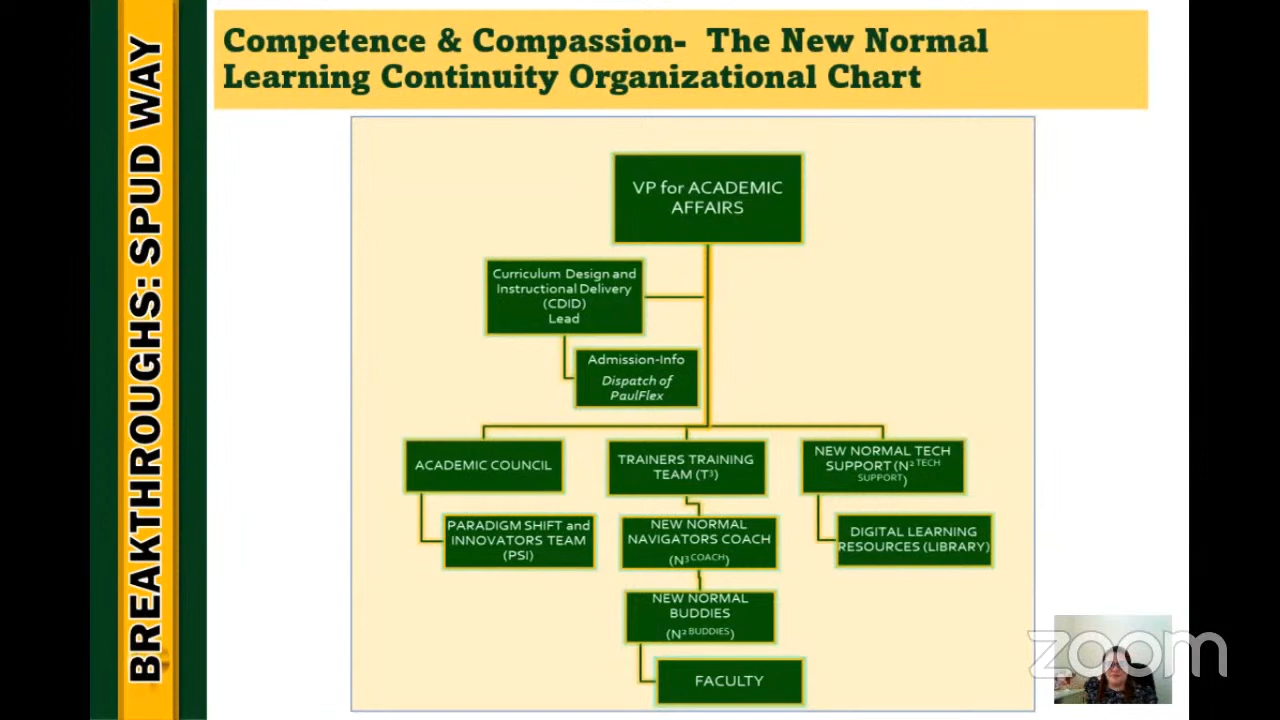 BREAKTHROUGHS: SPUD WAY
Competence & Compassion- The New Normal
Learning Continuity Organizational Chart
VP for ACADEMIC
AFFAIRS
Curriculum Design and
Instructional Delivery
(CDID)
Lead
Admission-Info
Dispatch of
PaulFlex
ACADEMIC COUNCIL
PARADIGM SHIFT and
INNOVATORS TEAM
(PSI)
TRAINERS TRAINING
TEAM (T³)
NEW NORMAL
NAVIGATORS COACH
(N³ COACH)
NEW NORMAL
BUDDIES
(N² BUDDIES)
FACULTY
NEW NORMAL TECH
SUPPORT (N² TECH
SUPPORT)
DIGITAL LEARNING
RESOURCES (LIBRARY)
zoom